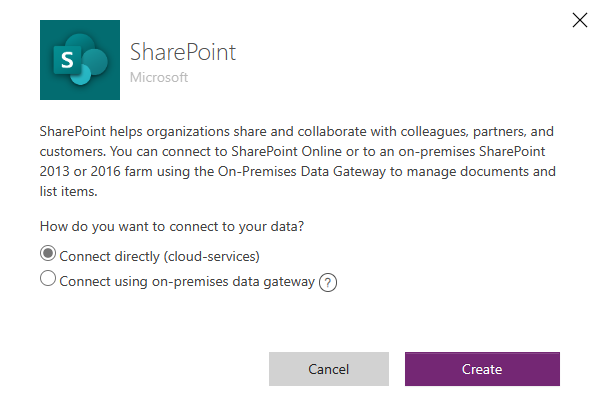 SharePoint
Microsoft
S
SharePoint helps organizations share and collaborate with colleagues, partners, and
customers. You can connect to SharePoint Online or to an on-premises SharePoint
2013 or 2016 farm using the On-Premises Data Gateway to manage documents and
list items.
How do you want to connect to your data?
Connect directly (cloud-services)
Connect using on-premises data gateway ?
Cancel
Create